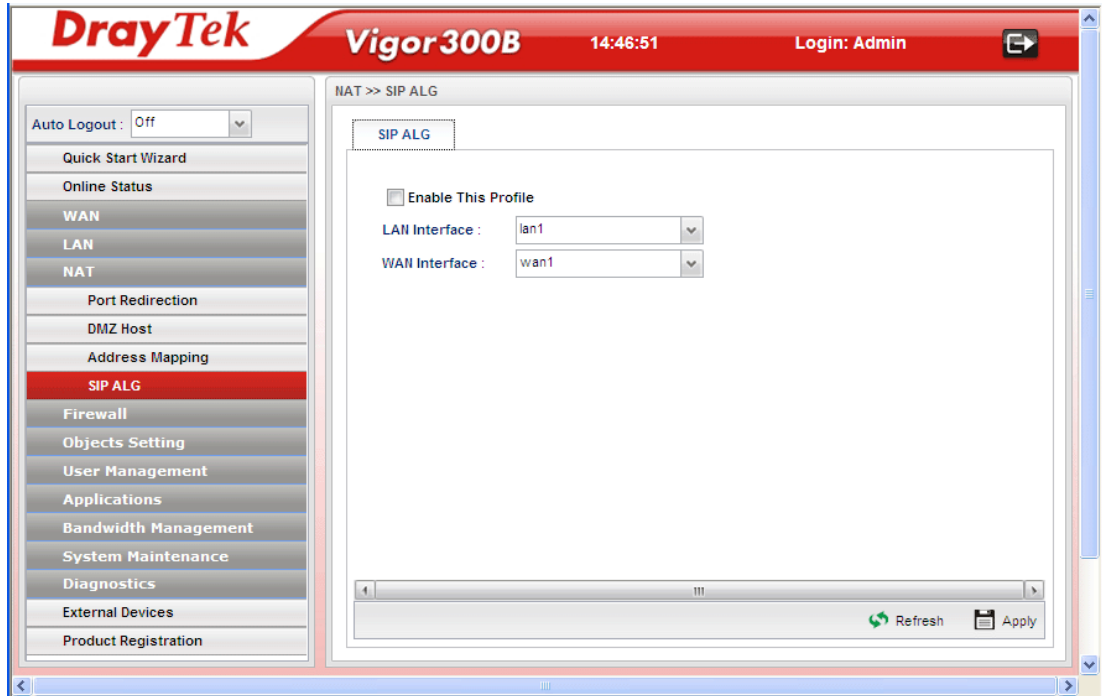 DrayTek
Vigor300B
14:46:51
Login: Admin
Auto Logout : Off
Quick Start Wizard
Online Status
WAN
LAN
NAT
Port Redirection
DMZ Host
Address Mapping
SIP ALG
Firewall
Objects Setting
User Management
Applications
Bandwidth Management
System Maintenance
Diagnostics
External Devices
Product Registration
NAT >> SIP ALG
SIP ALG
Enable This Profile
LAN Interface : lan1
WAN Interface : wan1
Refresh
Apply